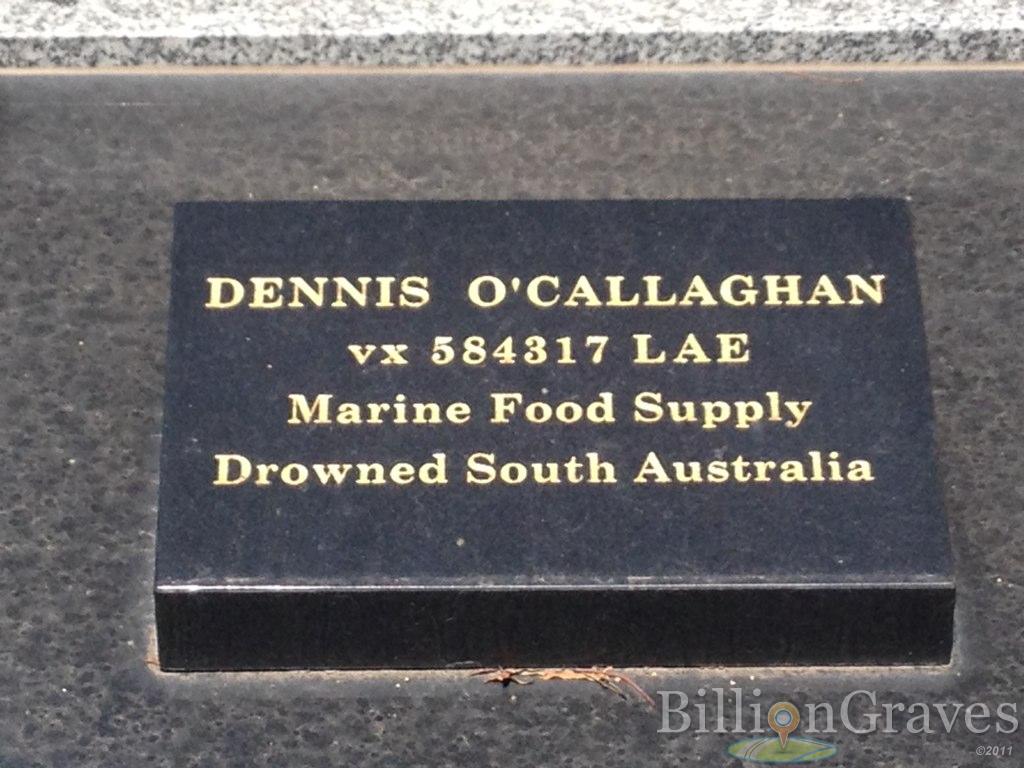 DENNIS O'CALLAGHAN
vx 584317 LAE
Marine Food Supply
Drowned South Australia
BillionGraves
©2011